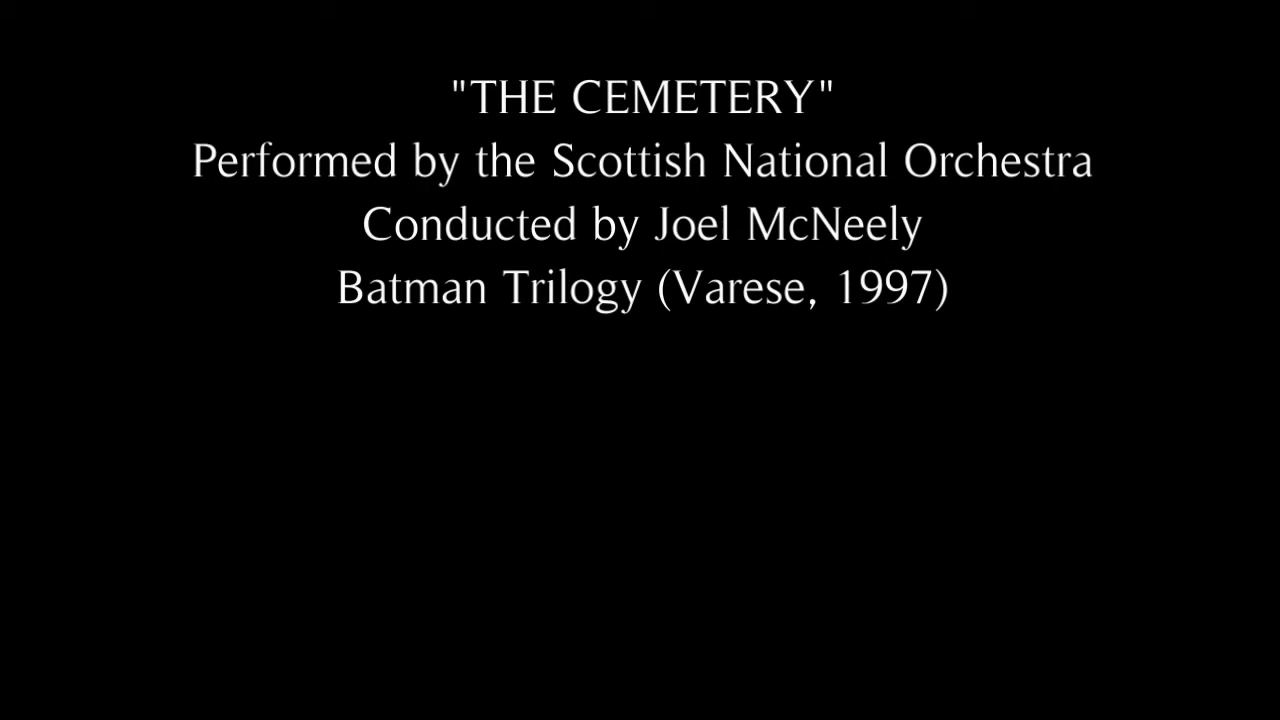 "THE CEMETERY"
Performed by the Scottish National Orchestra
Conducted by Joel McNeely
Batman Trilogy (Varese, 1997)